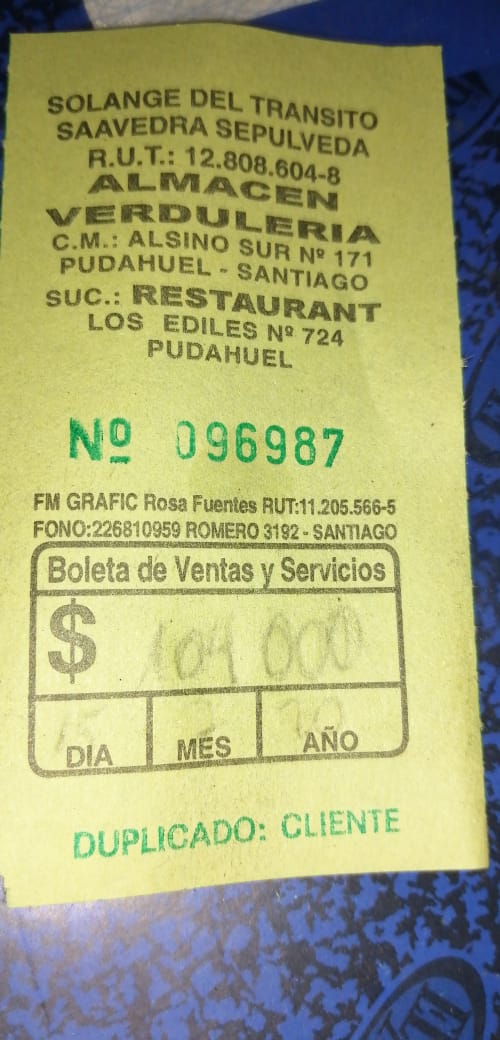 SOLANGE DEL TRANSITO
SAAVEDRA SEPULVEDA
R.U.T.: 12.808.604-8
ALMACEN
VERDULERIA
C.M.: ALSINO SUR Nº 171
PUDAHUEL - SANTIAGO
SUC.: RESTAURANT
LOS EDILES Nº 724
PUDAHUEL
Nº 096987
FM GRAFIC Rosa Fuentes RUT:11.205.566-5
FONO:226810959 ROMERO 3192 - SANTIAGO
Boleta de Ventas y Servicios
$ 104 000
DIA MES AÑO
DUPLICADO: CLIENTE